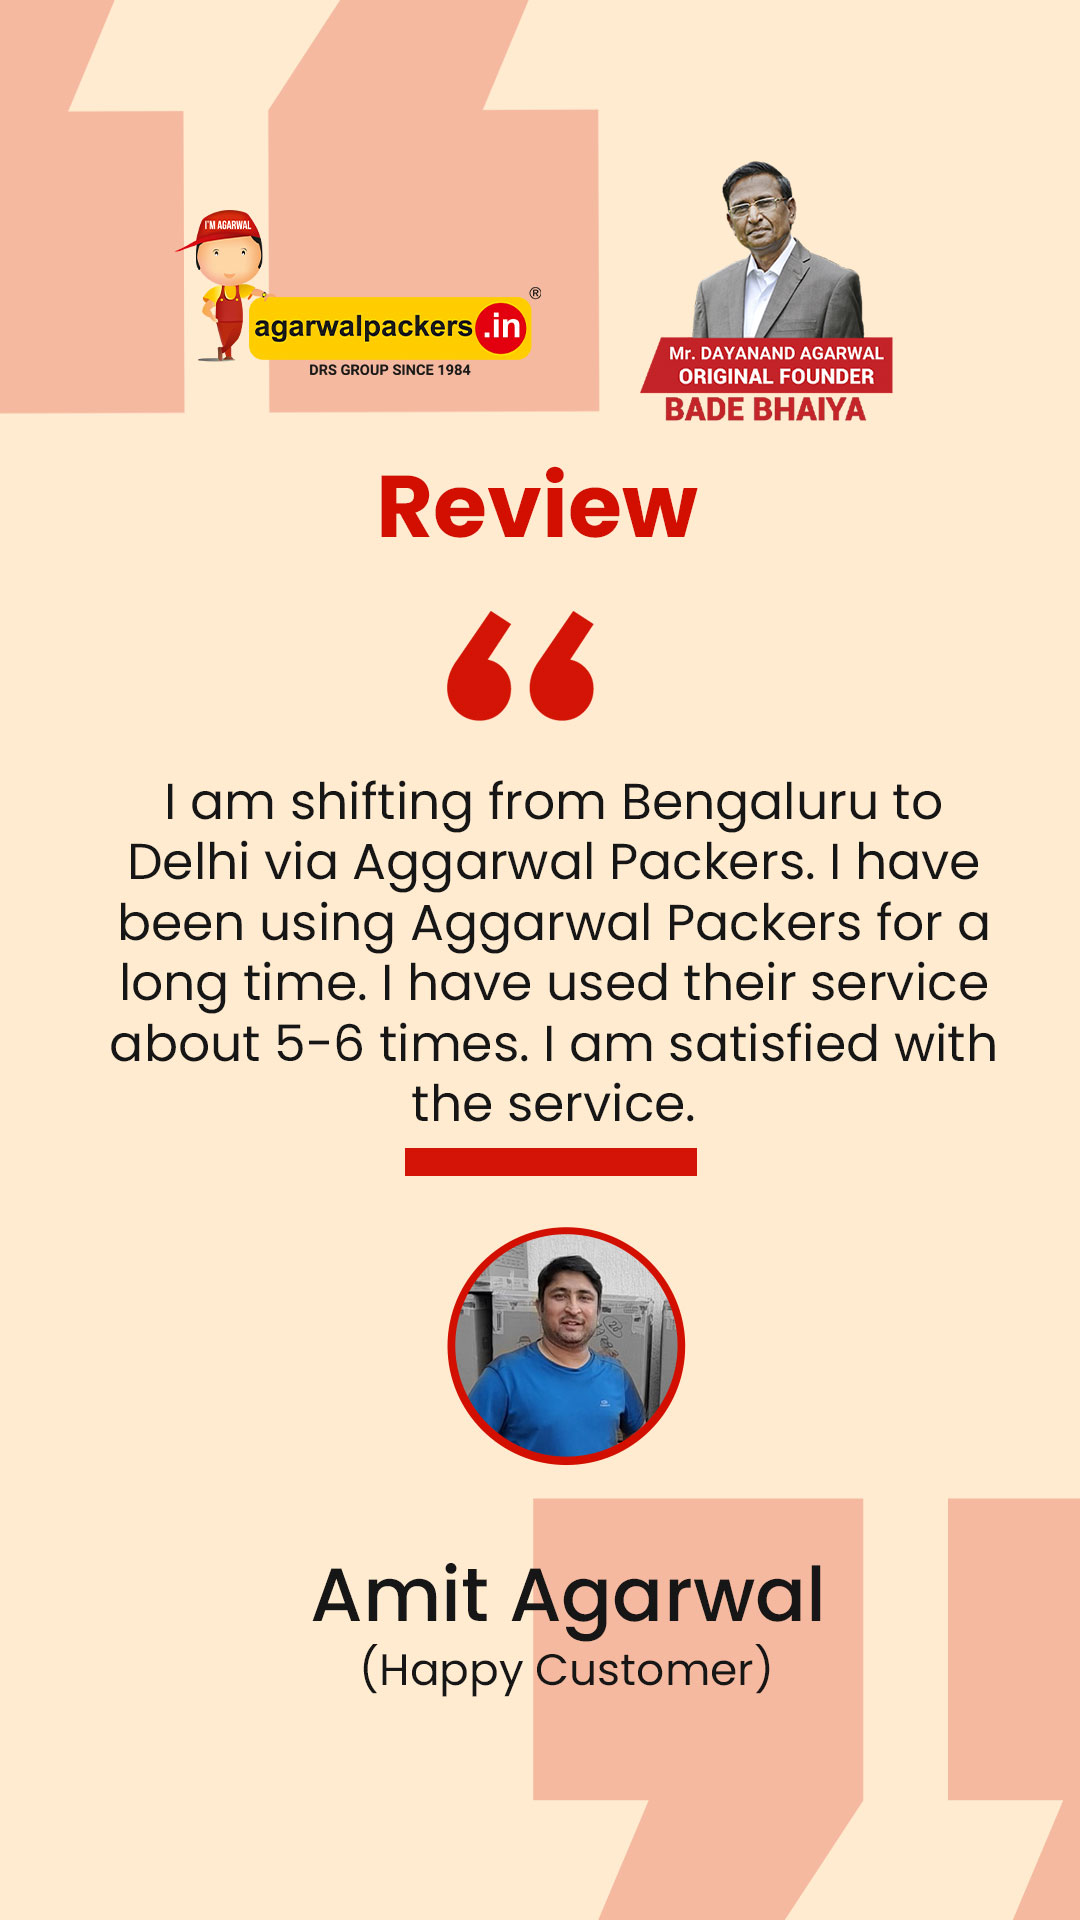 I'M AGARWAL
agarwalpackers.in ®
DRS GROUP SINCE 1984
Mr. DAYANAND AGARWAL
ORIGINAL FOUNDER
BADE BHAIYA
Review
“
I am shifting from Bengaluru to
Delhi via Aggarwal Packers. I have
been using Aggarwal Packers for a
long time. I have used their service
about 5-6 times. I am satisfied with
the service.
Amit Agarwal
(Happy Customer)